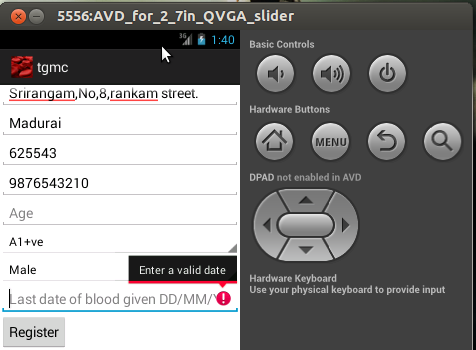 5556:AVD_for_2_7in_QVGA_slider
3G 1:40
tgmc
Srirangam,No,8,rankam street.
Madurai
625543
9876543210
Age
A1+ve
Male
Enter a valid date
Last date of blood given DD/MM/
Register
Basic Controls
Hardware Buttons
MENU
DPAD not enabled in AVD
Hardware Keyboard
Use your physical keyboard to provide input